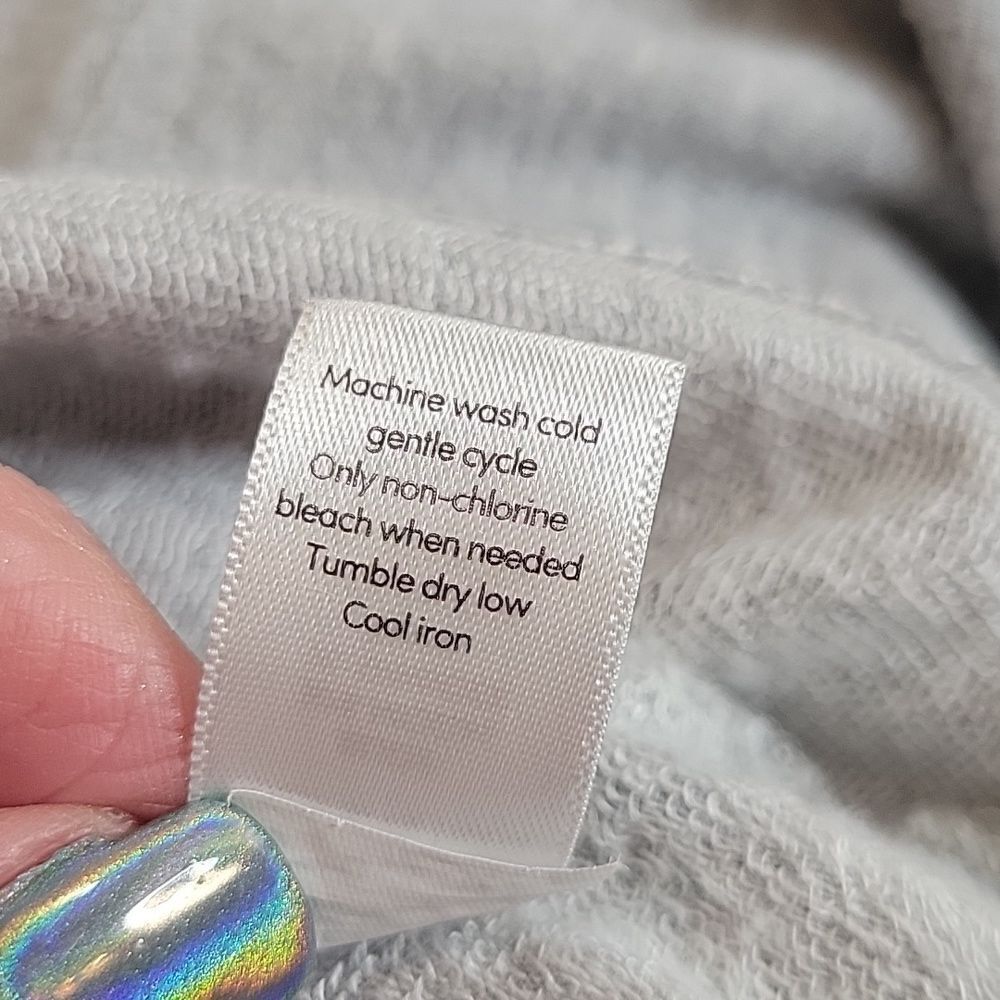 Machine wash cold
gentle cycle
Only non-chlorine
bleach when needed
Tumble dry low
Cool iron